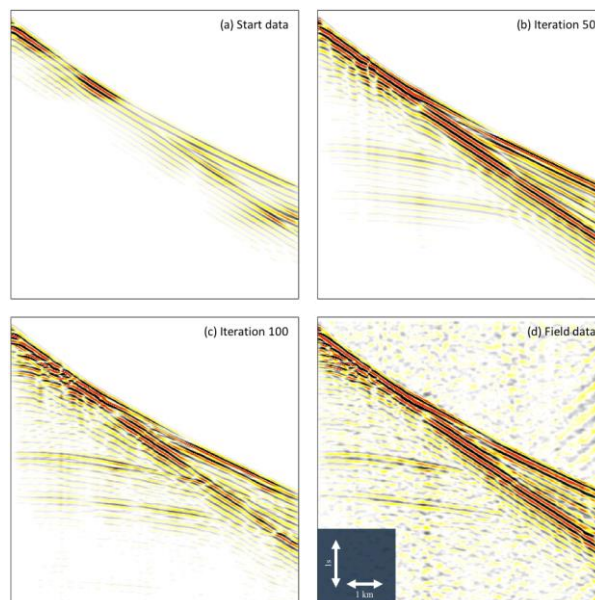 (a) Start data
(b) Iteration 50
(c) Iteration 100
(d) Field data
1s
1 km